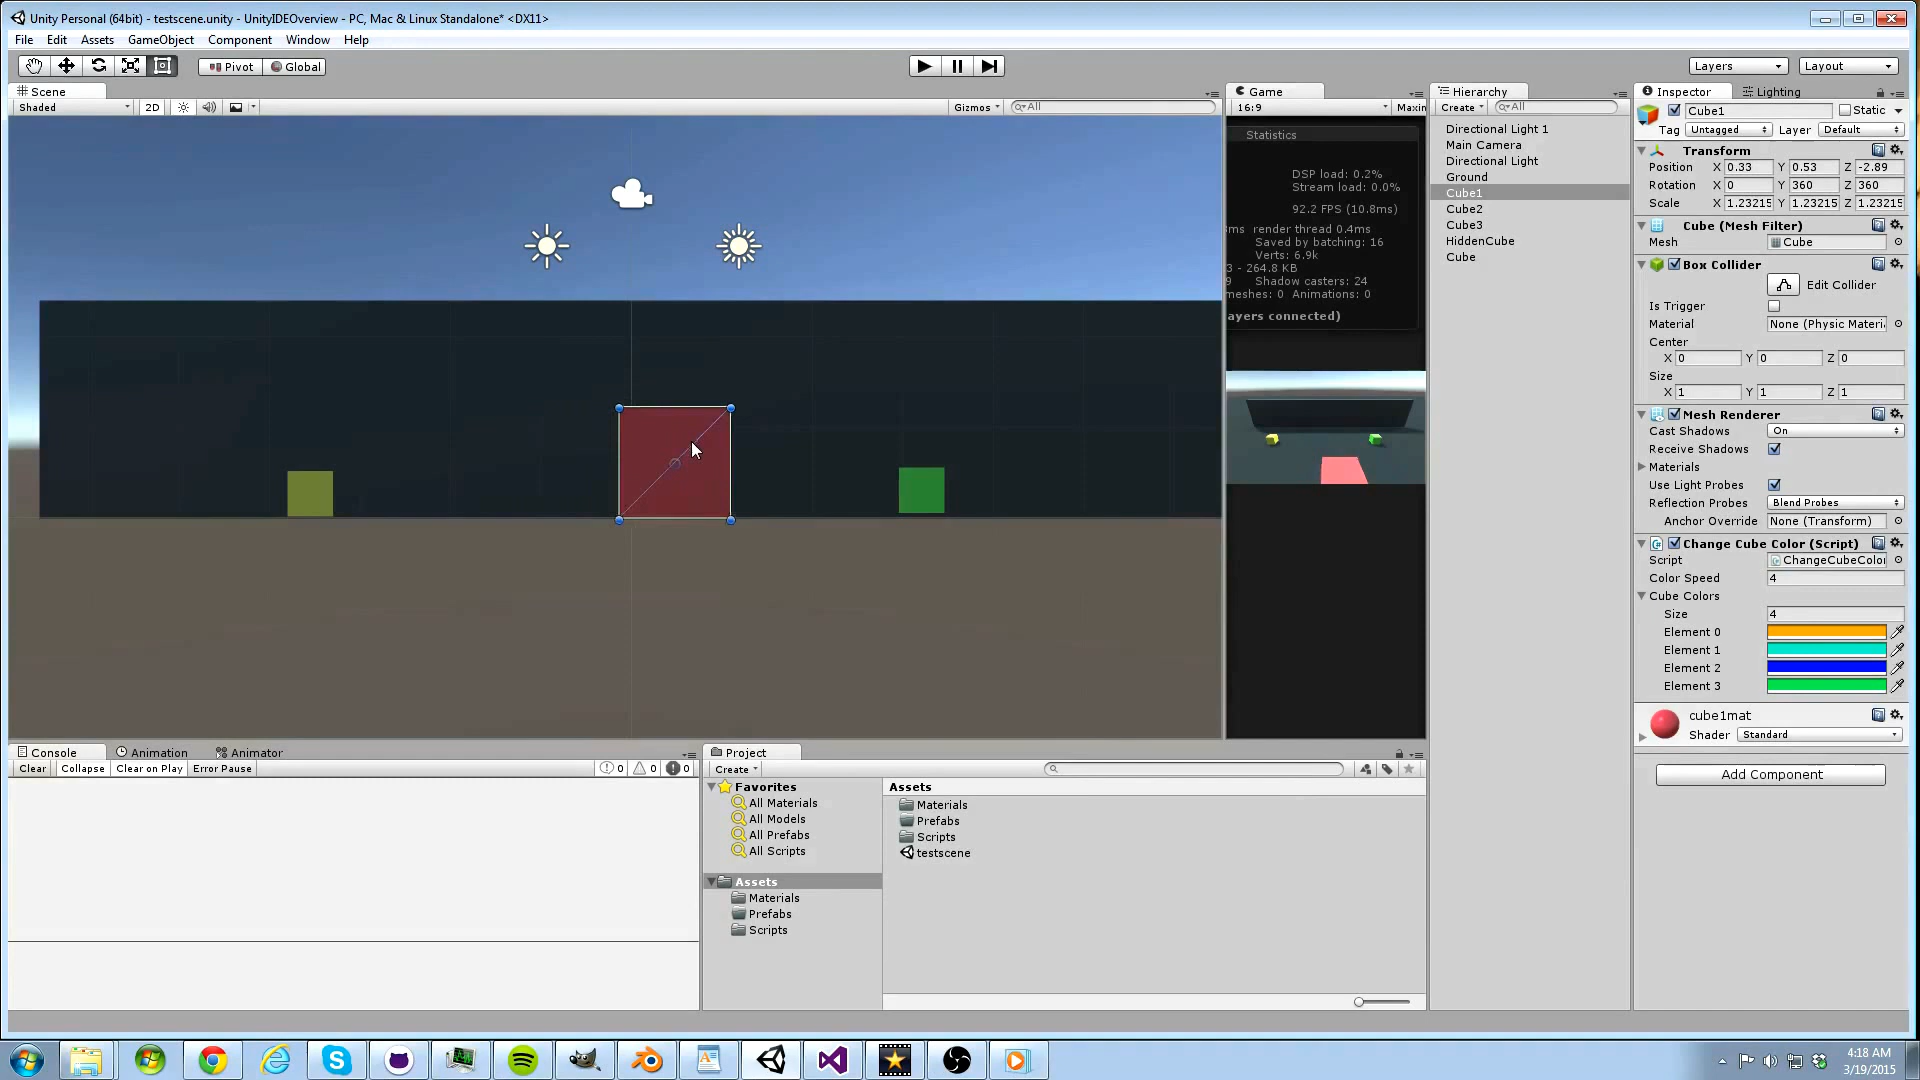 Unity Personal (64bit) - testscene.unity - UnityIDEOverview - PC, Mac & Linux Standalone* <DX11>
File Edit Assets GameObject Component Window Help
Pivot Global Layers Layout
Scene
Shaded 2D Gizmos All
Game
16:9 Maxin
Statistics
DSP load: 0.2%
Stream load: 0.0%
92.2 FPS (10.8ms)
ms render thread 0.4ms
Saved by batching: 16
Verts: 6.9k
3 - 264.8 KB
9 Shadow casters: 24
meshes: 0 Animations: 0
ayers connected)
Hierarchy
Create All
Directional Light 1
Main Camera
Directional Light
Ground
Cube1
Cube2
Cube3
HiddenCube
Cube
Inspector Lighting
Cube1 Static
Tag Untagged Layer Default
Transform
Position X 0.33 Y 0.53 Z -2.89
Rotation X 0 Y 360 Z 360
Scale X 1.23215 Y 1.23215 Z 1.23215
Cube (Mesh Filter)
Mesh Cube
Box Collider
Edit Collider
Is Trigger
Material None (Physic Materi
Center
X 0 Y 0 Z 0
Size
X 1 Y 1 Z 1
Mesh Renderer
Cast Shadows On
Receive Shadows
Materials
Use Light Probes
Reflection Probes Blend Probes
Anchor Override None (Transform)
Change Cube Color (Script)
Script ChangeCubeColor
Color Speed 4
Cube Colors
Size 4
Element 0
Element 1
Element 2
Element 3
cube1mat
Shader Standard
Add Component
Console Animation Animator
Clear Collapse Clear on Play Error Pause 0 0 0
Project
Create
Favorites
All Materials
All Models
All Prefabs
All Scripts
Assets
Materials
Prefabs
Scripts
Assets
Materials
Prefabs
Scripts
testscene
4:18 AM
3/19/2015